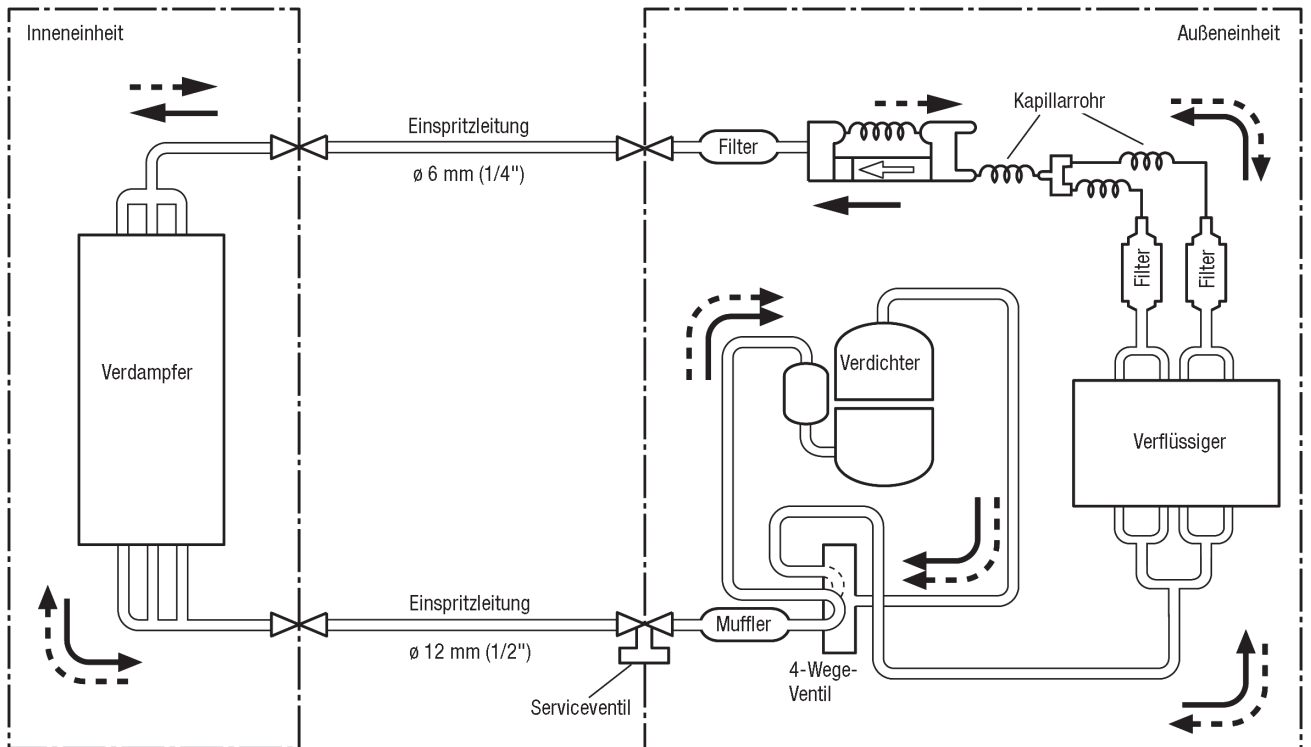 Inneneinheit
Außeneinheit
Einspritzleitung
ø 6 mm (1/4")
Filter
Kapillarrohr
Filter
Filter
Verdampfer
Verdichter
Verflüssiger
Einspritzleitung
ø 12 mm (1/2")
Muffler
4-Wege-
Ventil
Serviceventil